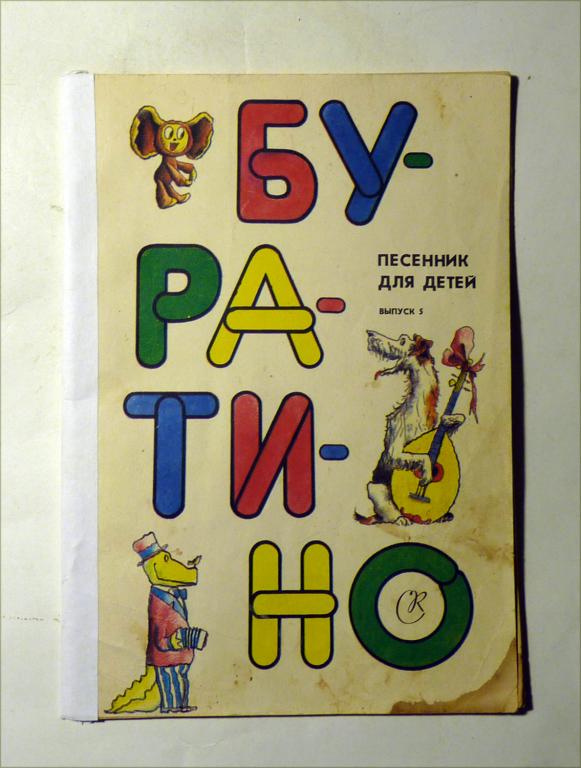 БУ-
РА-
ПЕСЕННИК
ДЛЯ ДЕТЕЙ
ВЫПУСК 5
ТИ-
НО